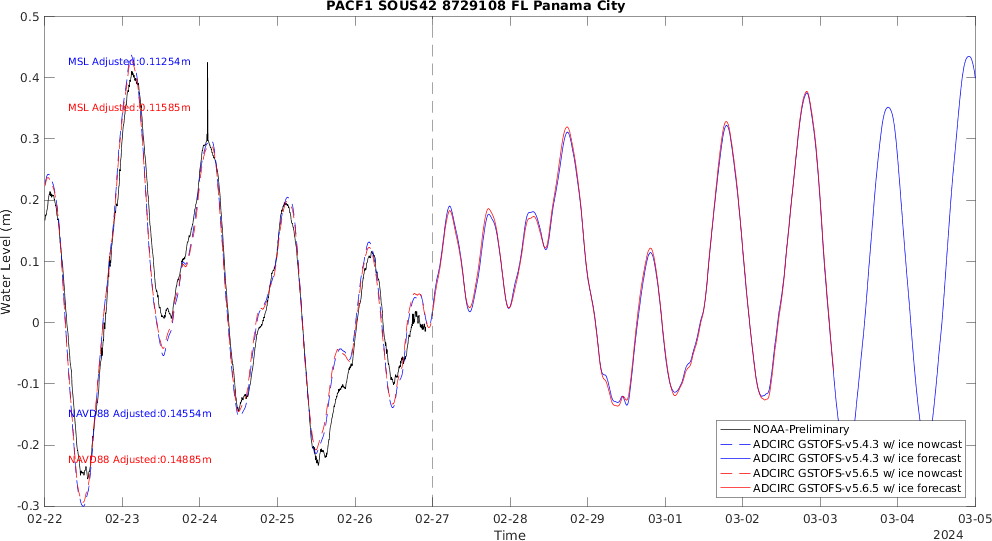 PACF1 SOUS42 8729108 FL Panama City
0.5
0.4
0.3
0.2
0.1
0
-0.1
-0.2
-0.3
Water Level (m)
MSL Adjusted:0.11254m
MSL Adjusted:0.11585m
NAVD88 Adjusted:0.14554m
NAVD88 Adjusted:0.14885m
NOAA-Preliminary
ADCIRC GSTOFS-v5.4.3 w/ ice nowcast
ADCIRC GSTOFS-v5.4.3 w/ ice forecast
ADCIRC GSTOFS-v5.6.5 w/ ice nowcast
ADCIRC GSTOFS-v5.6.5 w/ ice forecast
02-22 02-23 02-24 02-25 02-26 02-27 02-28 02-29 03-01 03-02 03-03 03-04 03-05
Time
2024